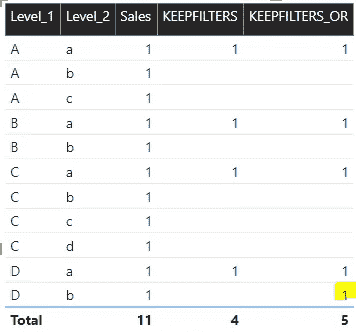 Level_1 Level_2 Sales KEEPFILTERS KEEPFILTERS_OR
A a 1 1 1
A b 1
A c 1
B a 1 1 1
B b 1
C a 1 1 1
C b 1
C c 1
C d 1
D a 1 1 1
D b 1 1
Total 11 4 5